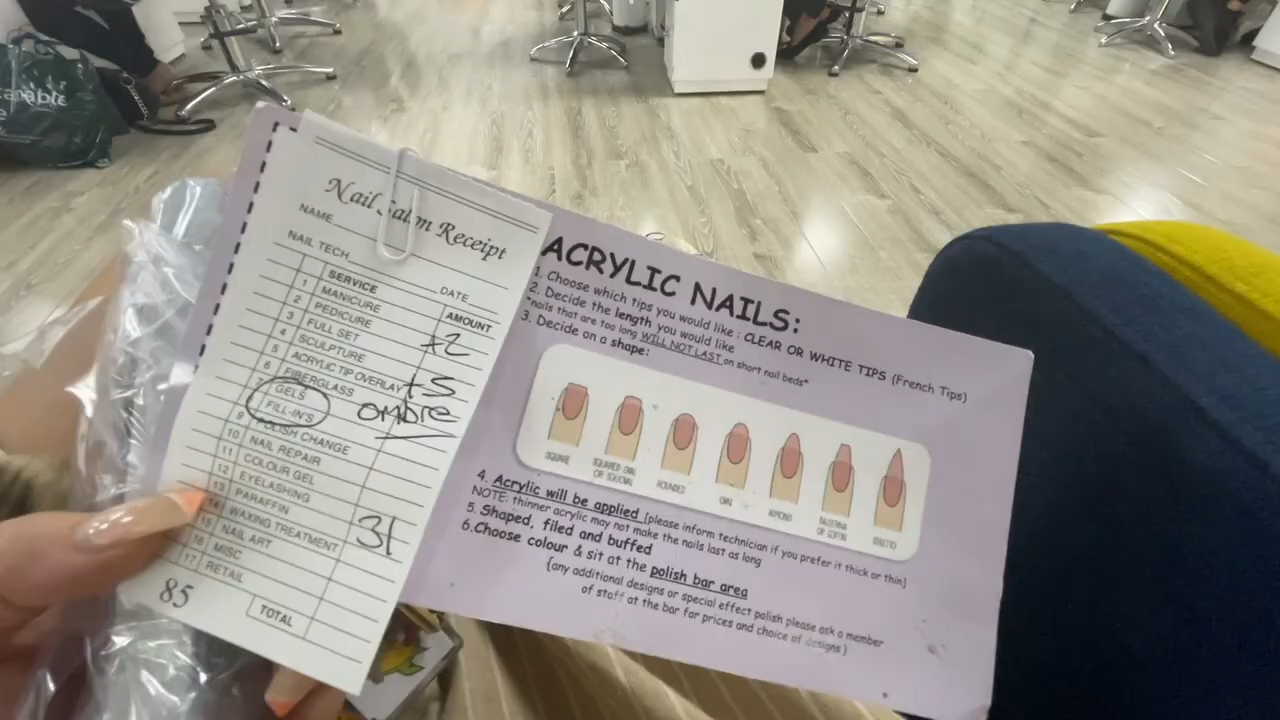 anable
Nail Salon Receipt
NAME
NAIL TECH DATE
SERVICE AMOUNT
1 MANICURE
2 PEDICURE +2
3 FULL SET
4 SCULPTURE
5 ACRYLIC TIP OVERLAY +5
6 FIBERGLASS
7 GELS ombre
FILL-IN'S
9 POLISH CHANGE
10 NAIL REPAIR
11 COLOUR GEL
12 EYELASHING
13 PARAFFIN
14 WAXING TREATMENT 31
15 NAIL ART
16 MISC
17 RETAIL
85
TOTAL
ACRYLIC NAILS:
1. Choose which tips you would like : CLEAR OR WHITE TIPS (French Tips)
2. Decide the length you would like
*nails that are too long WILL NOT LAST on short nail beds*
3. Decide on a shape:
SQUARE
SQUARED OVAL
OR SQUOVAL
ROUNDED
OVAL
ALMOND
BALLERINA
OR COFFIN
STILETTO
4. Acrylic will be applied [please inform technician if you prefer it thick or thin]
NOTE: thinner acrylic may not make the nails last as long
5. Shaped, filed and buffed
6.Choose colour & sit at the polish bar area
{any additional designs or special effect polish please ask a member
of staff at the bar for prices and choice of designs}